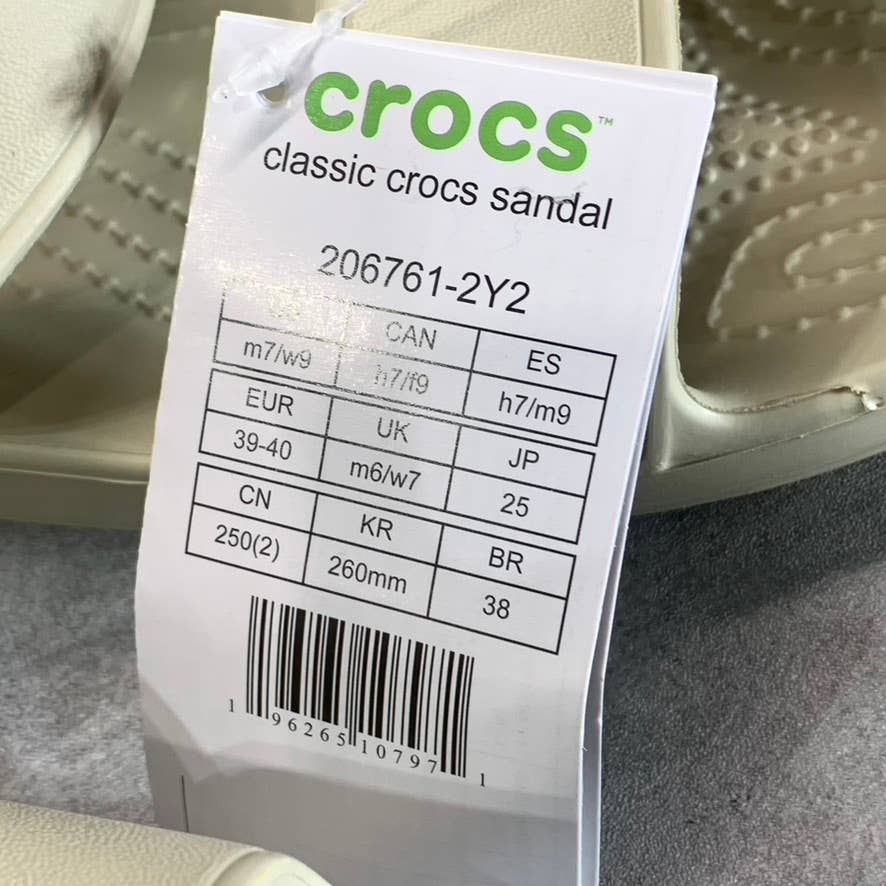 crocs™
classic crocs sandal
206761-2Y2
CAN ES
m7/w9 h7/f9 h7/m9
EUR UK JP
39-40 m6/w7 25
CN KR BR
250(2) 260mm 38
1 96265 10797 1